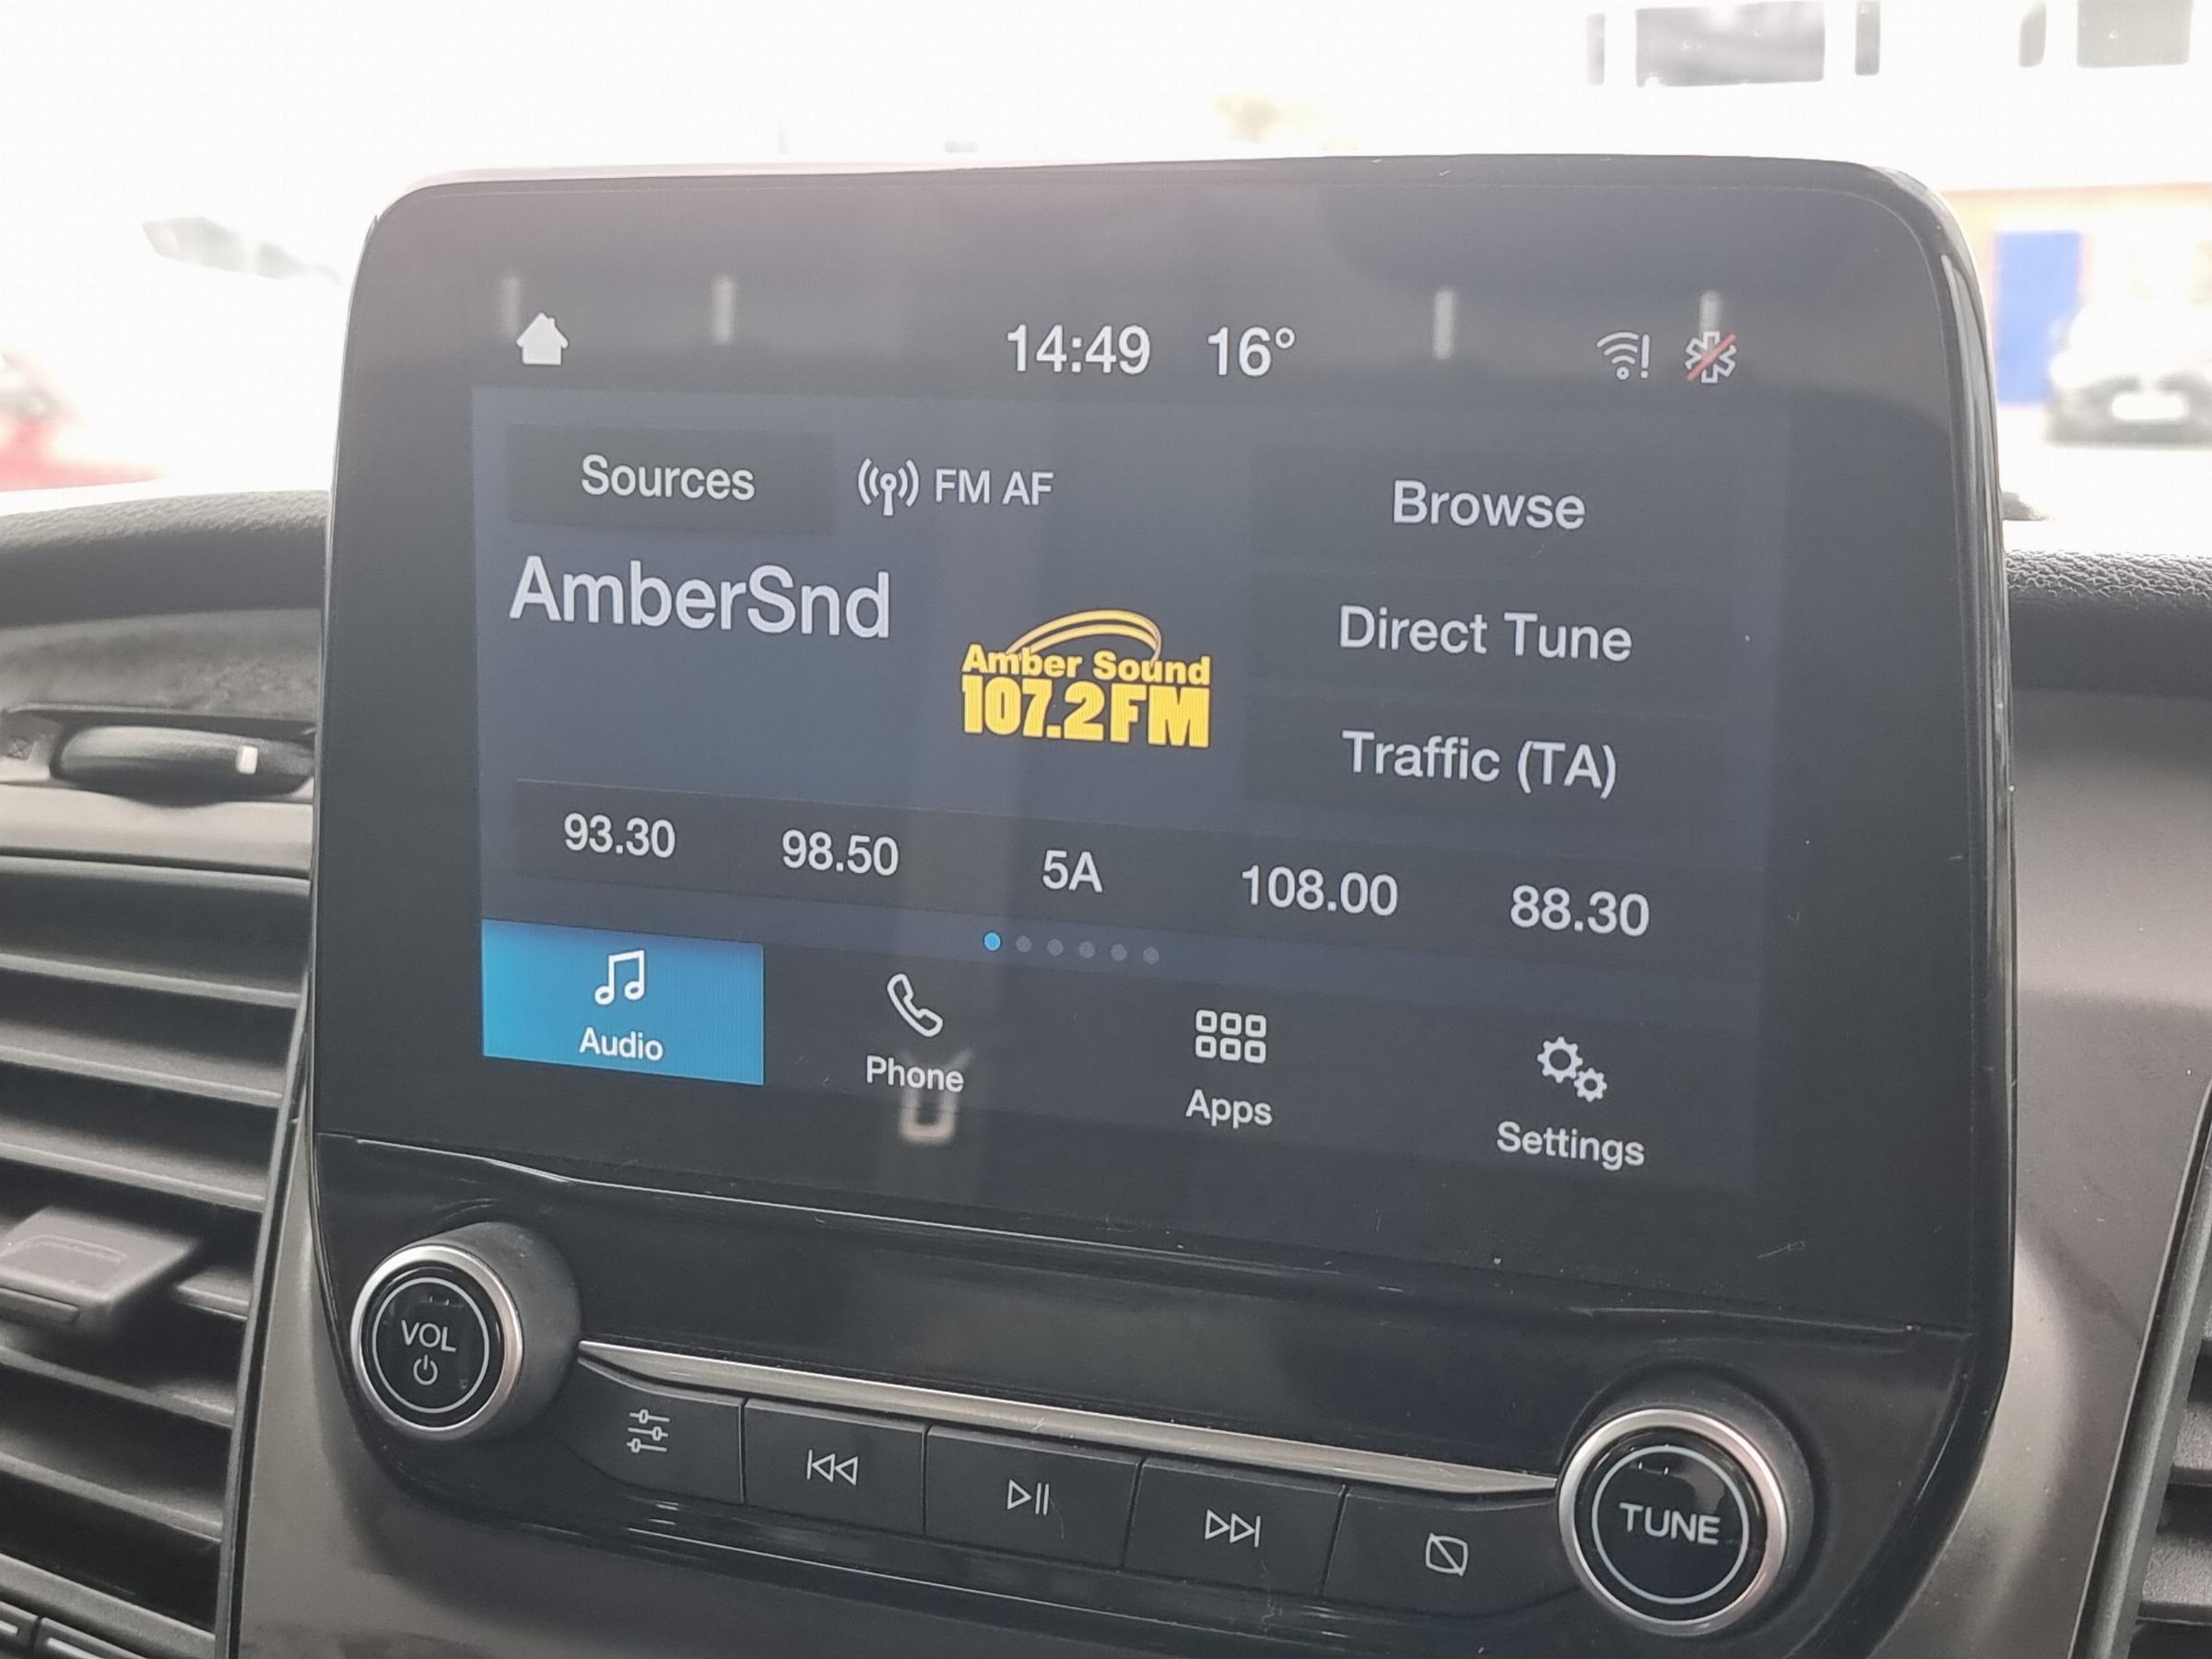 14:49 16°
Sources FM AF Browse
AmberSnd
Amber Sound
107.2FM
Direct Tune
Traffic (TA)
93.30 98.50 5A 108.00 88.30
Audio Phone Apps Settings
VOL
TUNE